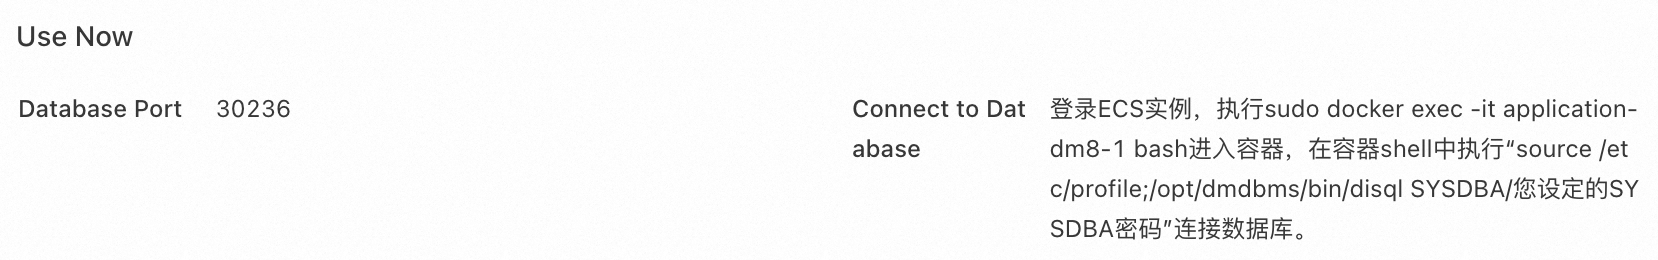 Use Now
Database Port 30236
Connect to Dat
abase
登录ECS实例，执行sudo docker exec -it application-
dm8-1 bash进入容器，在容器shell中执行“source /et
c/profile;/opt/dmdbms/bin/disql SYSDBA/您设定的SY
SDBA密码”连接数据库。